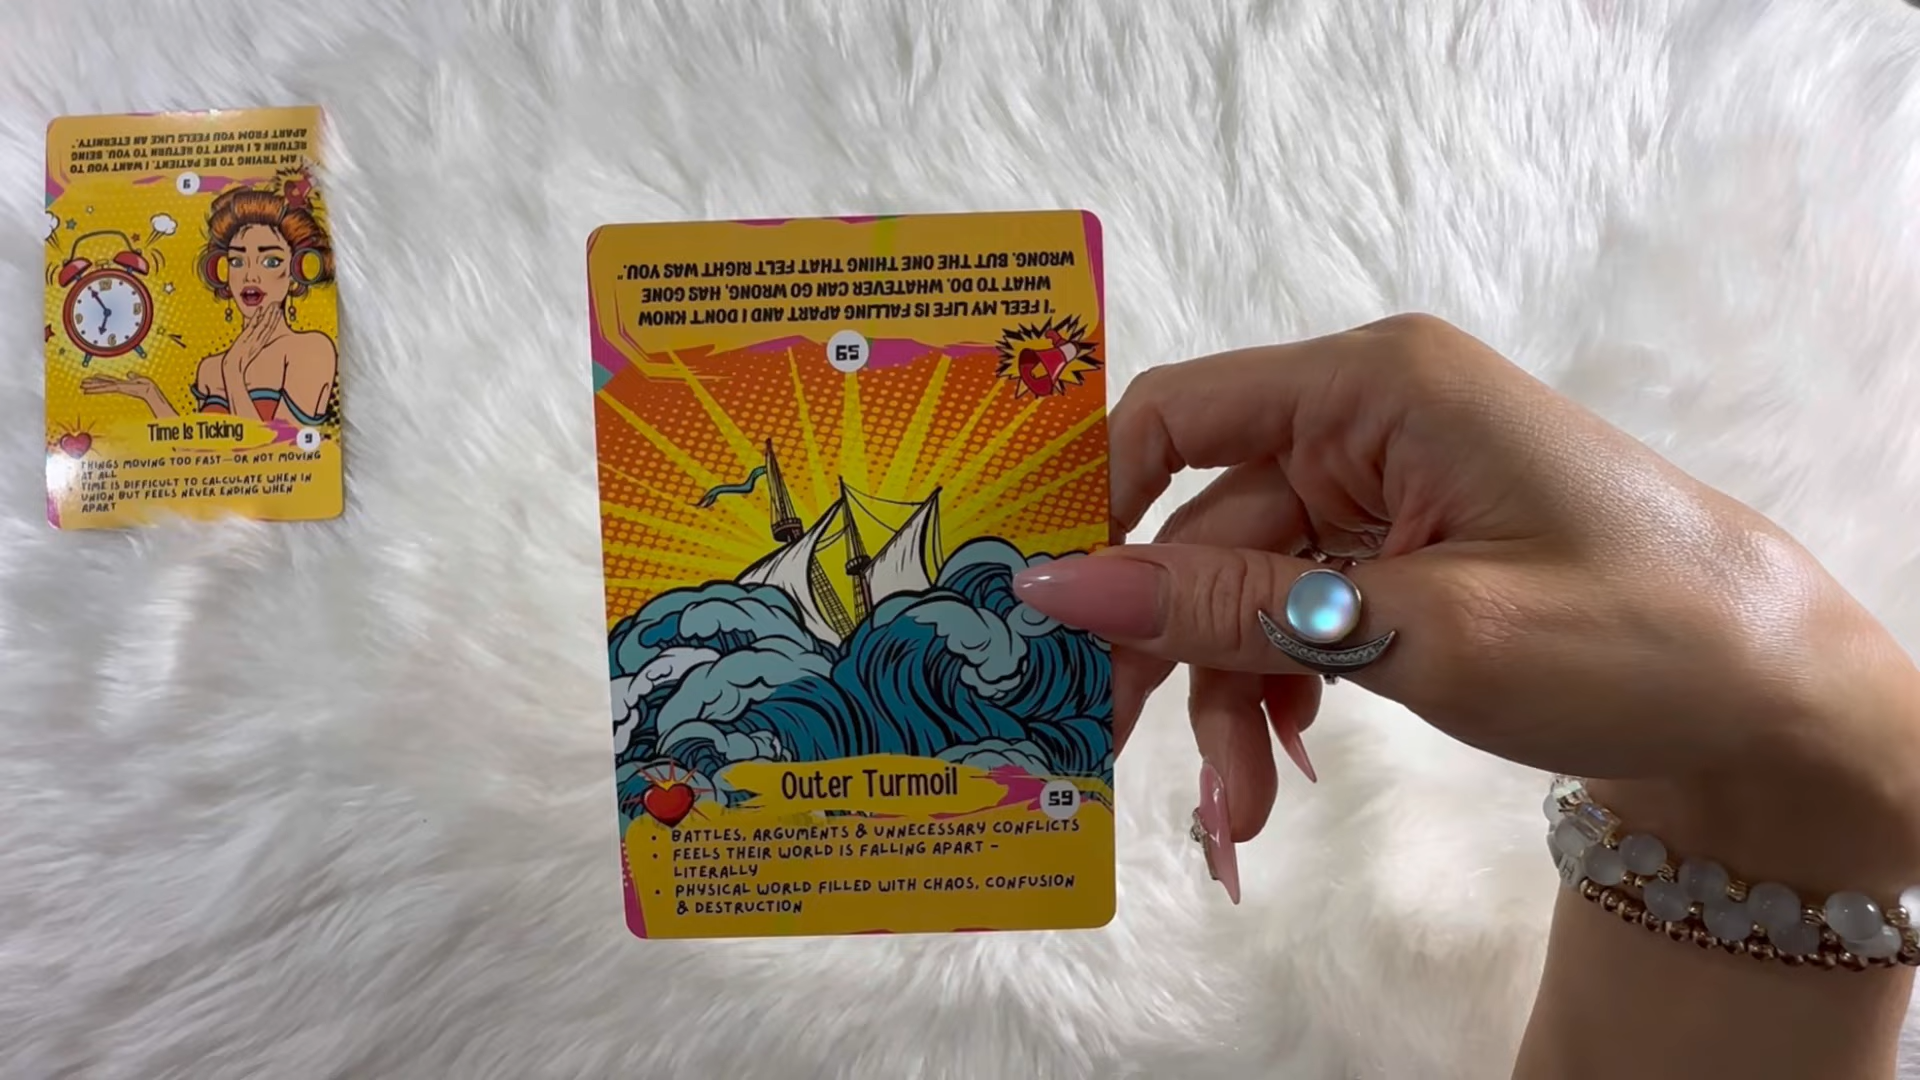 "I AM TRYING TO BE PATIENT. I WANT YOU TO
RETURN & I WANT TO RETURN TO YOU. BEING
APART FROM YOU FEELS LIKE AN ETERNITY."
9
Time Is Ticking
9
THINGS MOVING TOO FAST—OR NOT MOVING
AT ALL
TIME IS DIFFICULT TO CALCULATE WHEN IN
UNION BUT FEELS NEVER ENDING WHEN
APART
"I FEEL MY LIFE IS FALLING APART AND I DON'T KNOW
WHAT TO DO. WHATEVER CAN GO WRONG, HAS GONE
WRONG. BUT THE ONE THING THAT FELT RIGHT WAS YOU."
59
Outer Turmoil
59
• BATTLES, ARGUMENTS & UNNECESSARY CONFLICTS
• FEELS THEIR WORLD IS FALLING APART –
LITERALLY
• PHYSICAL WORLD FILLED WITH CHAOS, CONFUSION
& DESTRUCTION